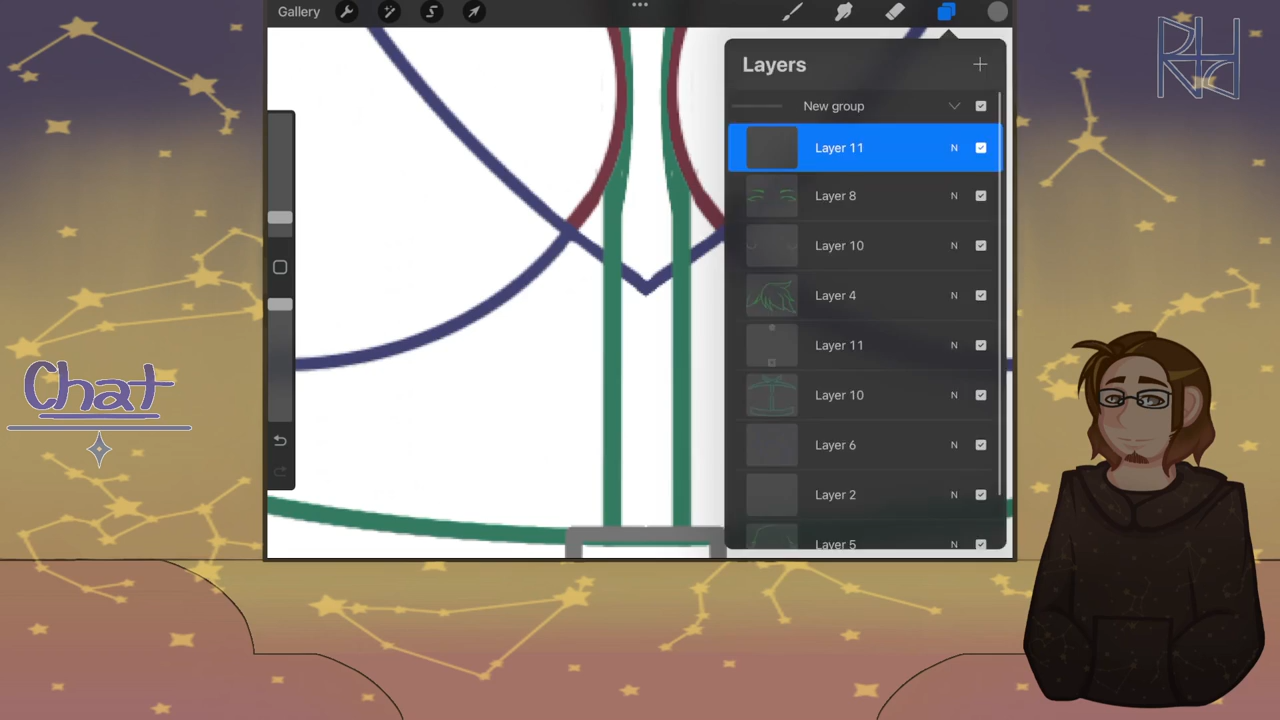 Gallery
Layers
New group
Layer 11 N
Layer 8 N
Layer 10 N
Layer 4 N
Layer 11 N
Layer 10 N
Layer 6 N
Layer 2 N
Layer 5 N
Chat